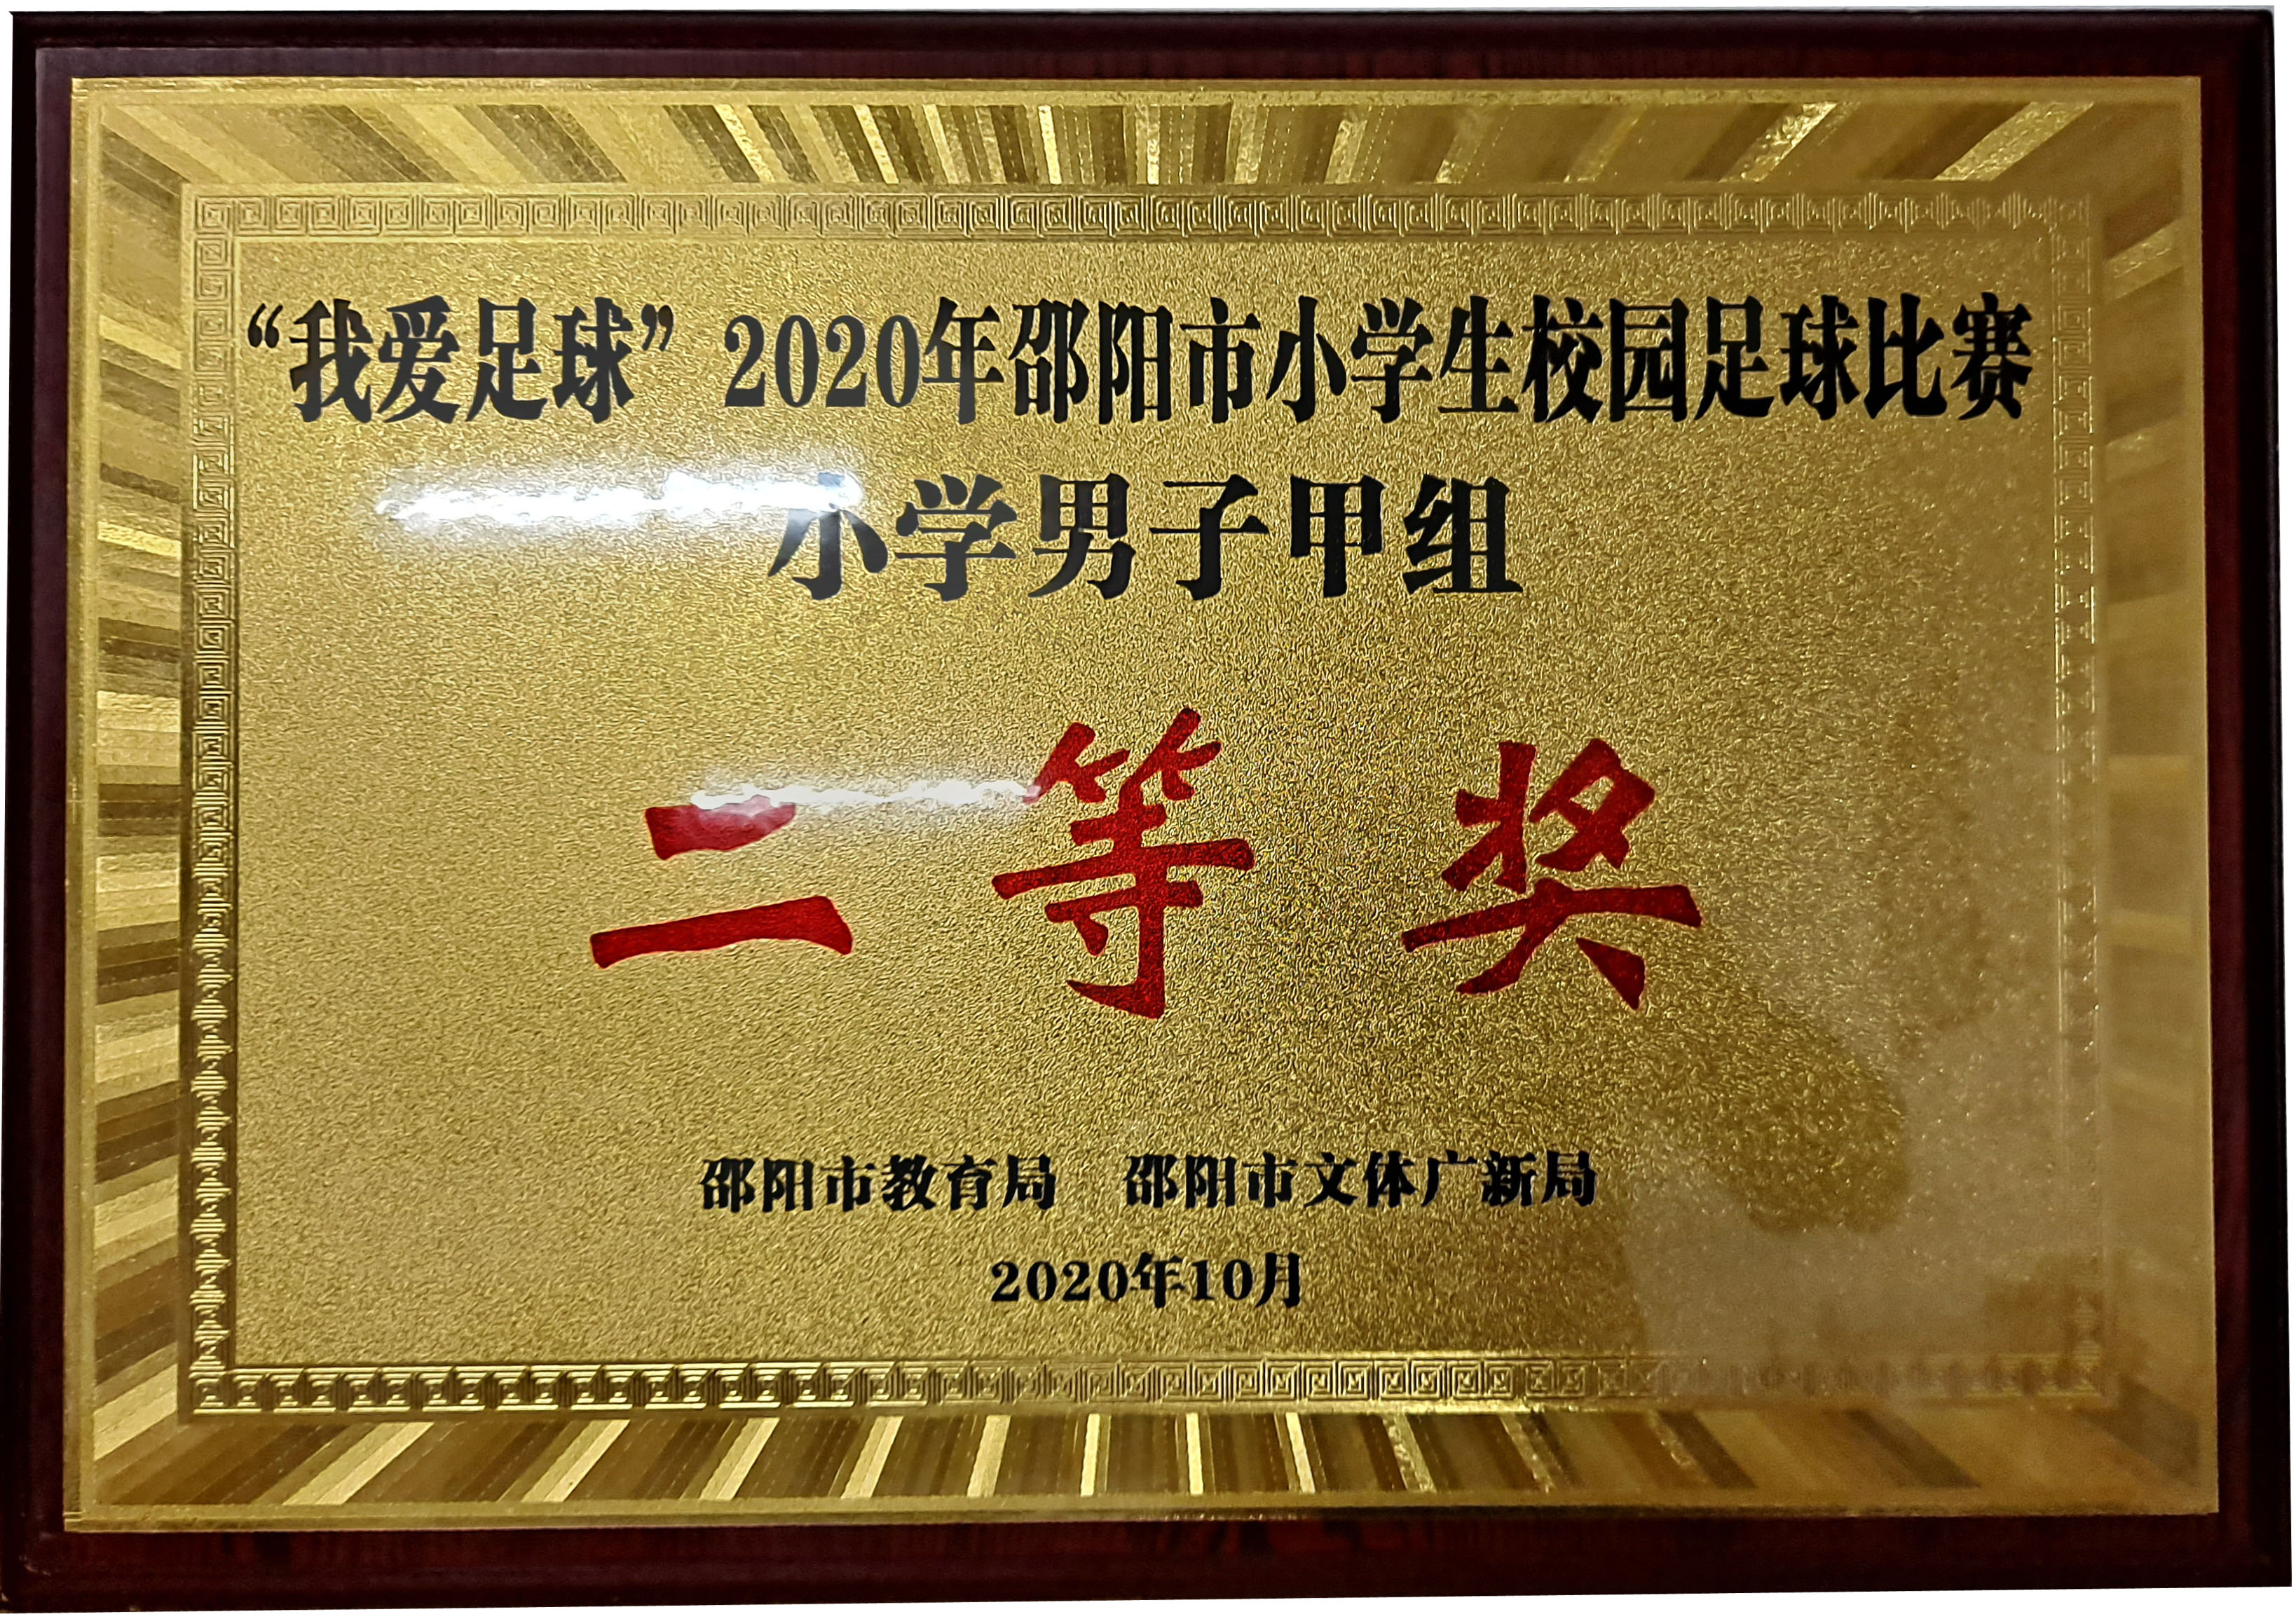 “我爱足球”2020年邵阳市小学生校园足球比赛
小学男子甲组
二等奖
邵阳市教育局 邵阳市文体广新局
2020年10月